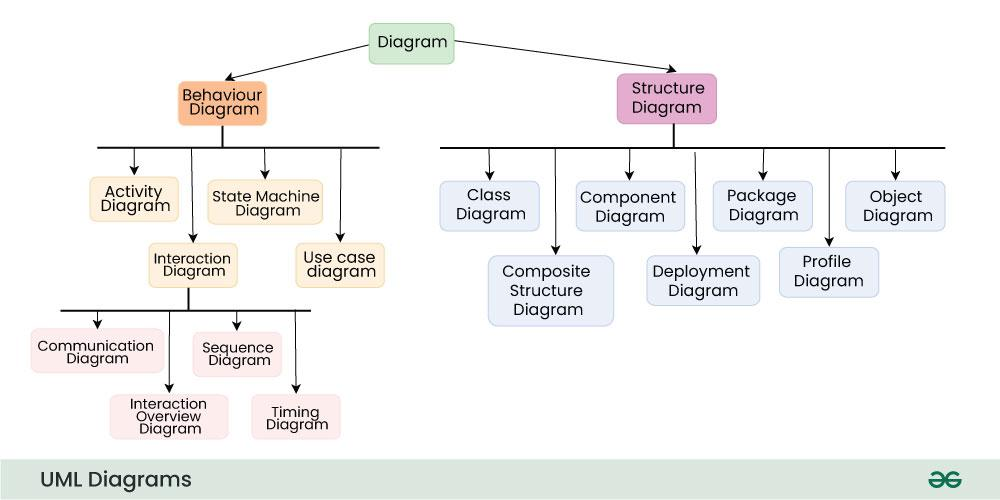 Diagram
Behaviour
Diagram
Structure
Diagram
Activity
Diagram
State Machine
Diagram
Interaction
Diagram
Use case
diagram
Communication
Diagram
Sequence
Diagram
Interaction
Overview
Diagram
Timing
Diagram
Class
Diagram
Component
Diagram
Package
Diagram
Object
Diagram
Composite
Structure
Diagram
Deployment
Diagram
Profile
Diagram
UML Diagrams